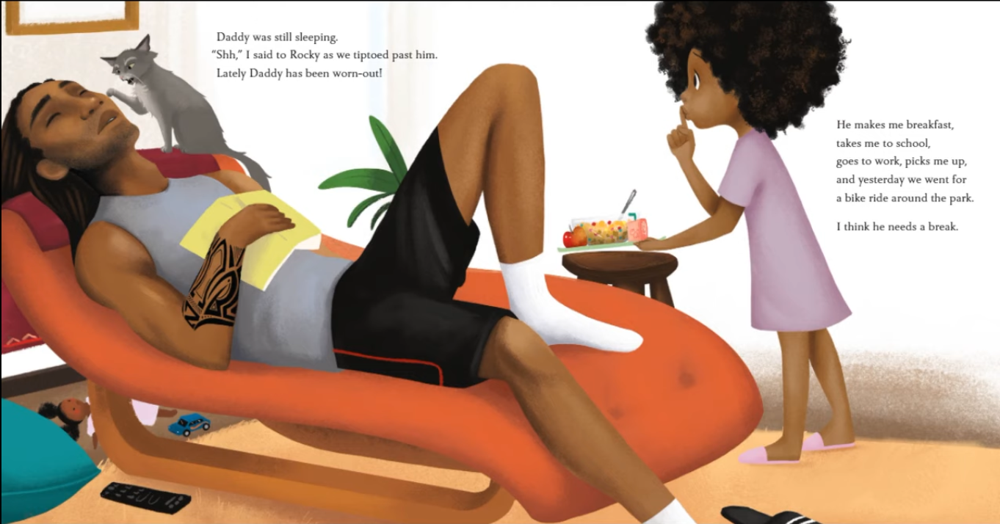 Daddy was still sleeping.
“Shh,” I said to Rocky as we tiptoed past him.
Lately Daddy has been worn-out!
He makes me breakfast,
takes me to school,
goes to work, picks me up,
and yesterday we went for
a bike ride around the park.
I think he needs a break.